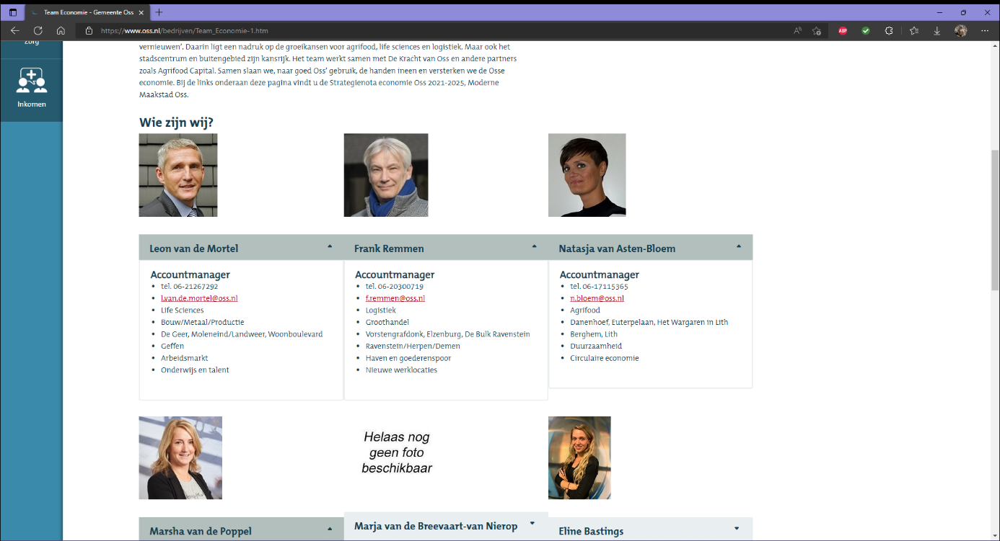 Team Economie - Gemeente Oss
https://www.oss.nl/bedrijven/Team_Economie-1.htm
ABP
Zorg
Inkomen
vernieuwen’. Daarin ligt een nadruk op de groeikansen voor agrifood, life sciences en logistiek. Maar ook het
stadscentrum en buitengebied zijn kansrijk. Het team werkt samen met De Kracht van Oss en andere partners
zoals Agrifood Capital. Samen slaan we, naar goed Oss’ gebruik, de handen ineen en versterken we de Osse
economie. Bij de links onderaan deze pagina vindt u de Strategienota economie Oss 2021-2025, Moderne
Maakstad Oss.
Wie zijn wij?
Leon van de Mortel
Accountmanager
tel. 06-21267292
l.van.de.mortel@oss.nl
Life Sciences
Bouw/Metaal/Productie
De Geer, Moleneind/Landweer, Woonboulevard
Geffen
Arbeidsmarkt
Onderwijs en talent
Frank Remmen
Accountmanager
tel. 06-20300719
f.remmen@oss.nl
Logistiek
Groothandel
Vorstengrafdonk, Elzenburg, De Bulk Ravenstein
Ravenstein/Herpen/Demen
Haven en goederenspoor
Nieuwe werklocaties
Natasja van Asten-Bloem
Accountmanager
tel. 06-17115365
n.bloem@oss.nl
Agrifood
Danenhoef, Euterpelaan, Het Wargaren in Lith
Berghem, Lith
Duurzaamheid
Circulaire economie
Helaas nog
geen foto
beschikbaar
Marsha van de Poppel
Marja van de Breevaart-van Nierop
Eline Bastings